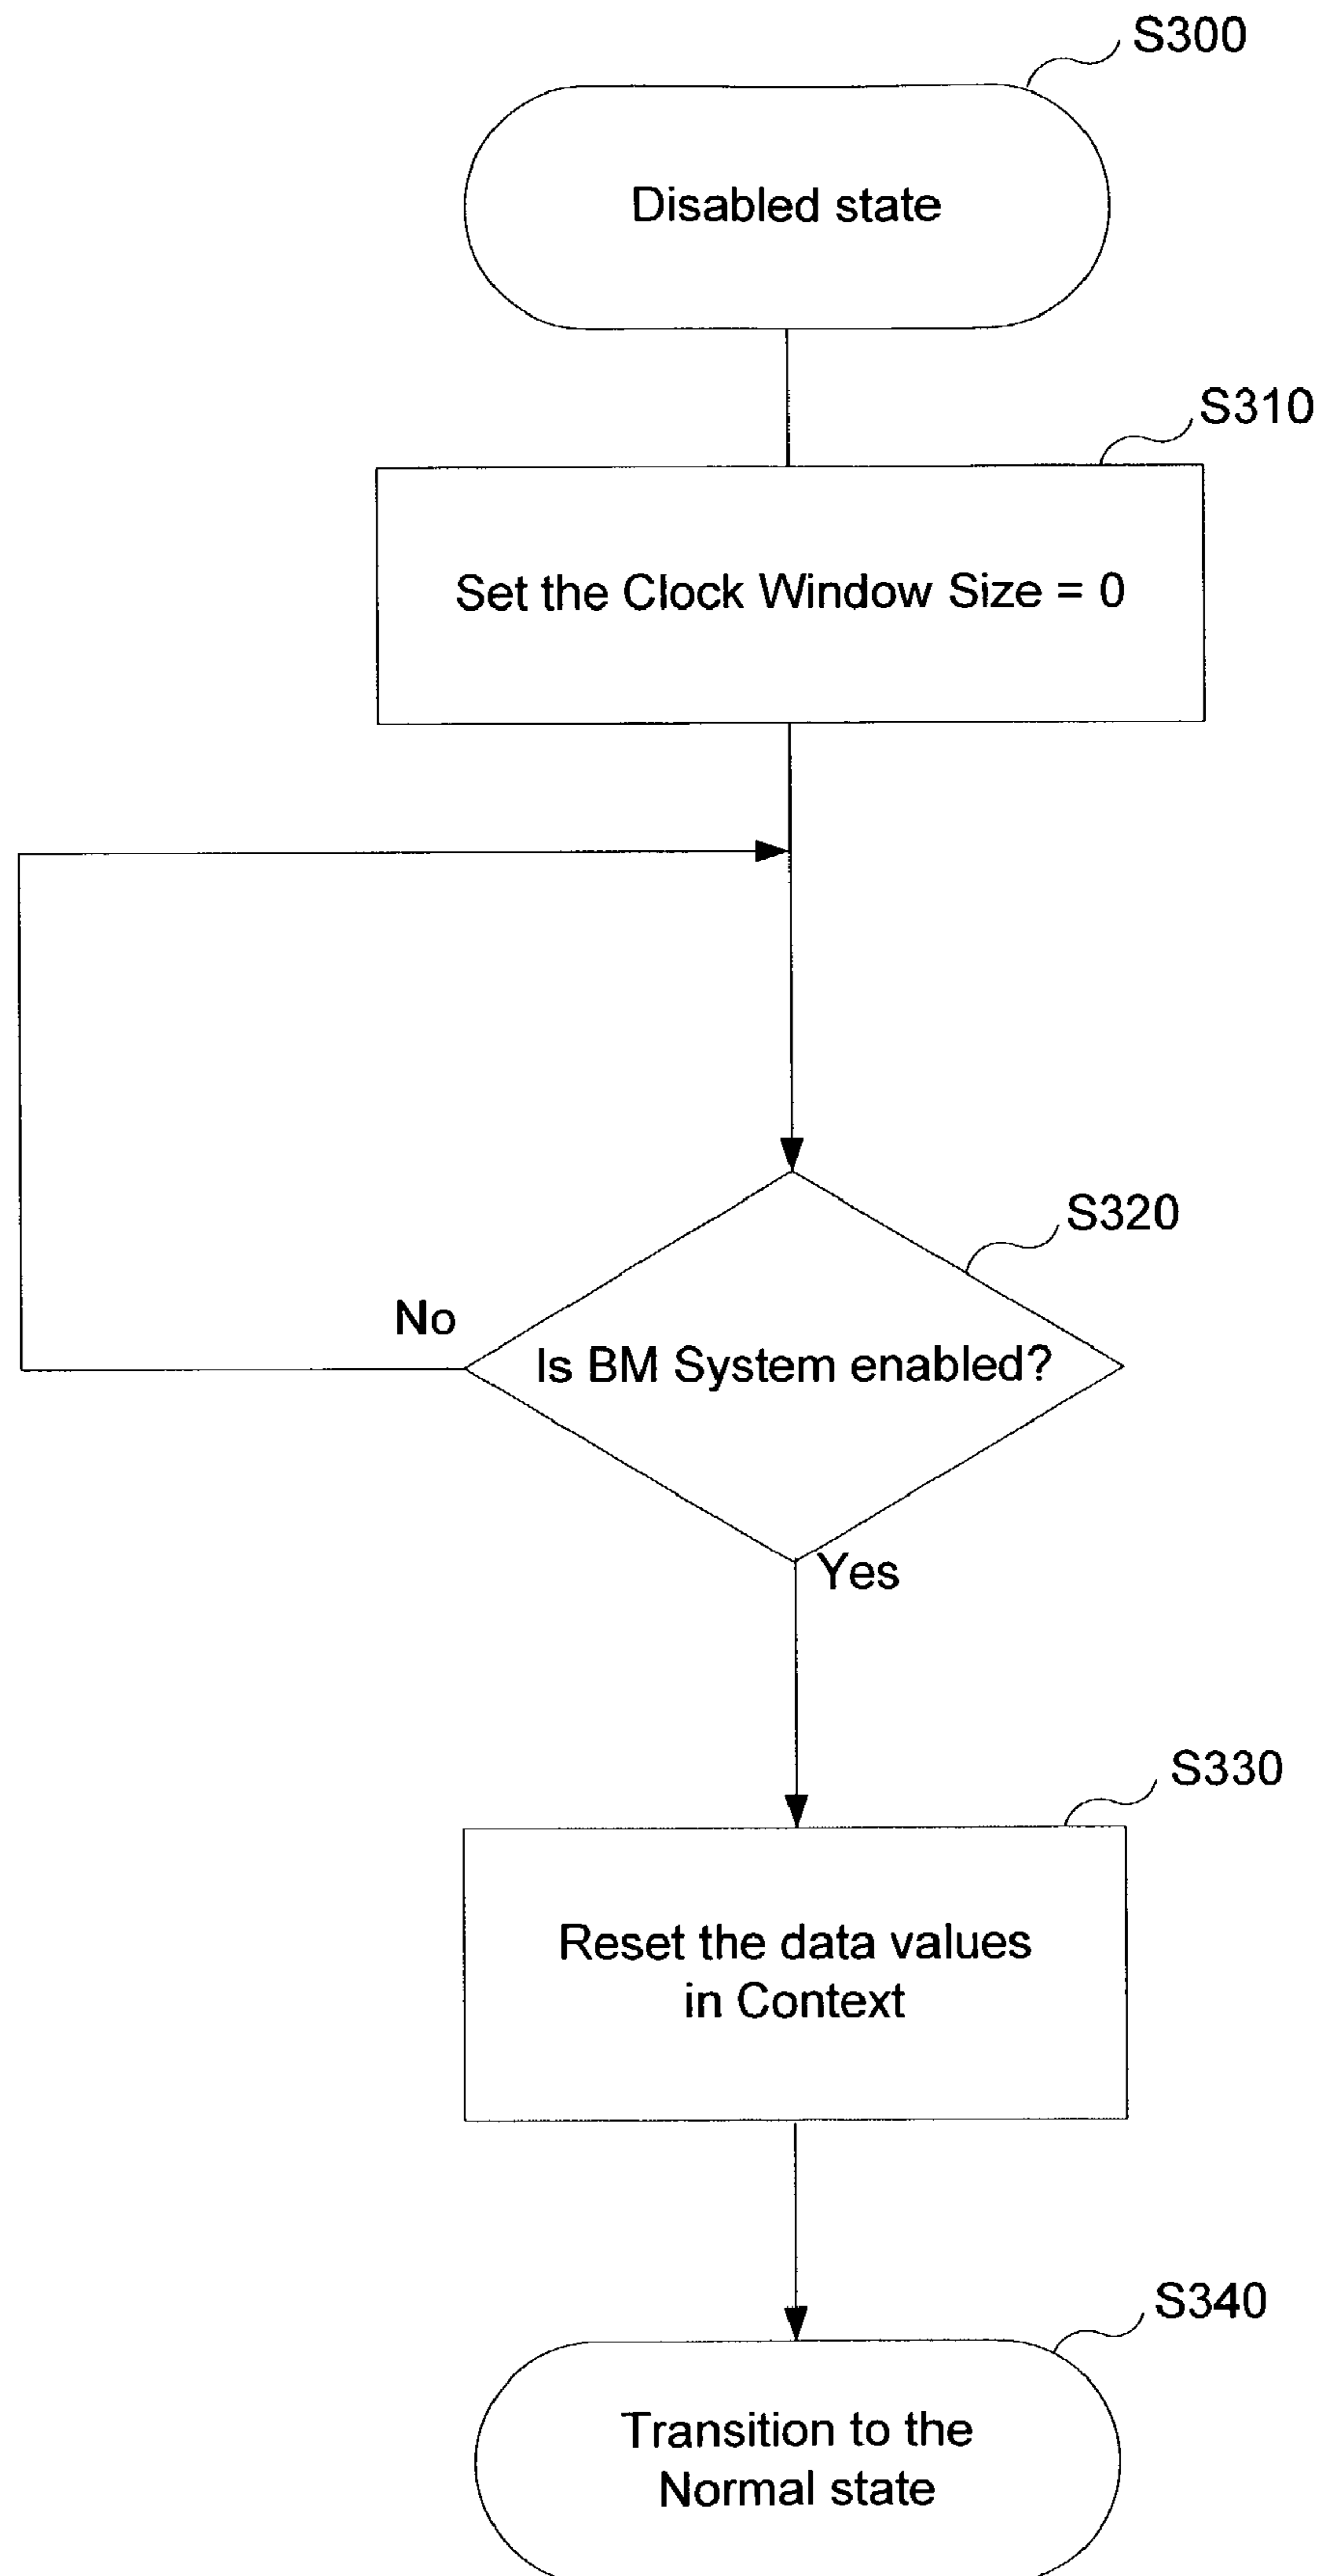 S300
Disabled state
S310
Set the Clock Window Size = 0
S320
No
Is BM System enabled?
Yes
S330
Reset the data values
in Context
S340
Transition to the
Normal state